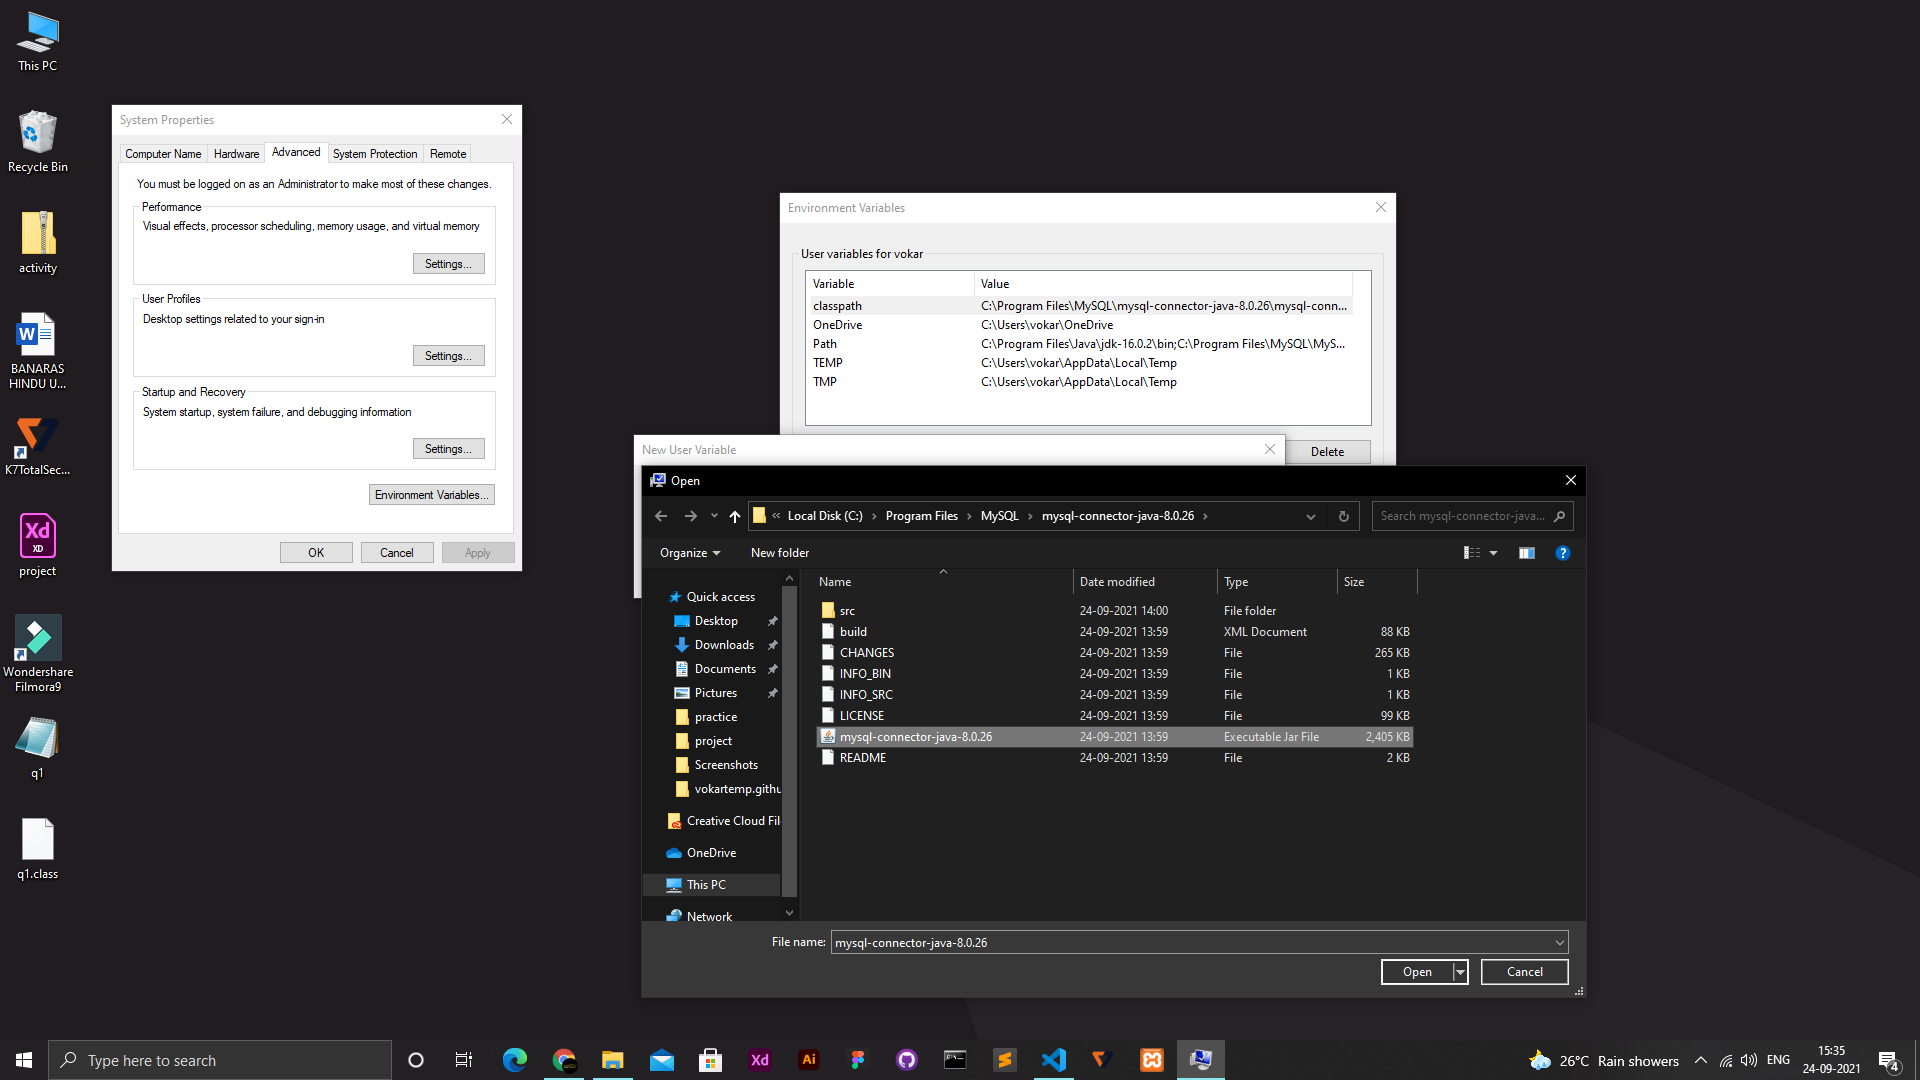 This PC
Recycle Bin
activity
BANARAS
HINDU U...
K7TotalSec...
Xd
XD
project
Wondershare
Filmora9
q1
q1.class
System Properties
Computer Name Hardware Advanced System Protection Remote
You must be logged on as an Administrator to make most of these changes.
Performance
Visual effects, processor scheduling, memory usage, and virtual memory
Settings...
User Profiles
Desktop settings related to your sign-in
Settings...
Startup and Recovery
System startup, system failure, and debugging information
Settings...
Environment Variables...
OK Cancel Apply
Environment Variables
User variables for vokar
Variable Value
classpath C:\Program Files\MySQL\mysql-connector-java-8.0.26\mysql-conn...
OneDrive C:\Users\vokar\OneDrive
Path C:\Program Files\Java\jdk-16.0.2\bin;C:\Program Files\MySQL\MyS...
TEMP C:\Users\vokar\AppData\Local\Temp
TMP C:\Users\vokar\AppData\Local\Temp
Delete
New User Variable
Open
« Local Disk (C:) › Program Files › MySQL › mysql-connector-java-8.0.26 ›
Search mysql-connector-java...
Organize New folder
Quick access
Desktop
Downloads
Documents
Pictures
practice
project
Screenshots
vokartemp.githu
Creative Cloud Fil
OneDrive
This PC
Network
Name Date modified Type Size
src 24-09-2021 14:00 File folder
build 24-09-2021 13:59 XML Document 88 KB
CHANGES 24-09-2021 13:59 File 265 KB
INFO_BIN 24-09-2021 13:59 File 1 KB
INFO_SRC 24-09-2021 13:59 File 1 KB
LICENSE 24-09-2021 13:59 File 99 KB
mysql-connector-java-8.0.26 24-09-2021 13:59 Executable Jar File 2,405 KB
README 24-09-2021 13:59 File 2 KB
File name: mysql-connector-java-8.0.26
Open Cancel
Type here to search
Xd
Ai
26°C Rain showers
ENG
15:35
24-09-2021
4